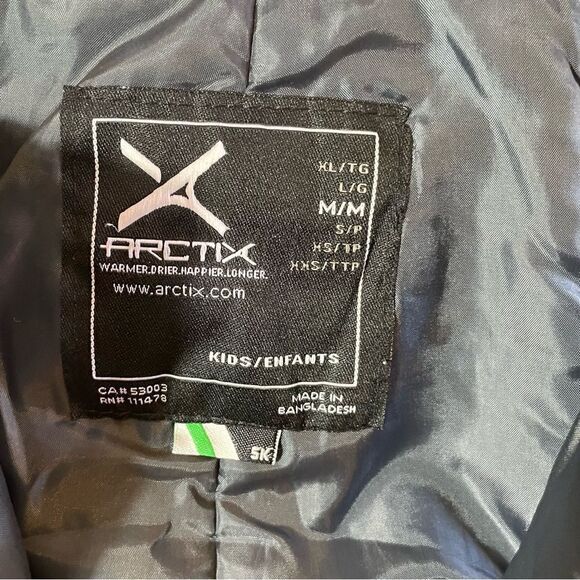 XL/TG
L/G
M/M
S/P
XS/TP
XXS/TTP
ARCTIX
WARMER.DRIER.HAPPIER.LONGER.
www.arctix.com
KIDS/ENFANTS
CA# 53003
RN# 111478
MADE IN
BANGLADESH
5K